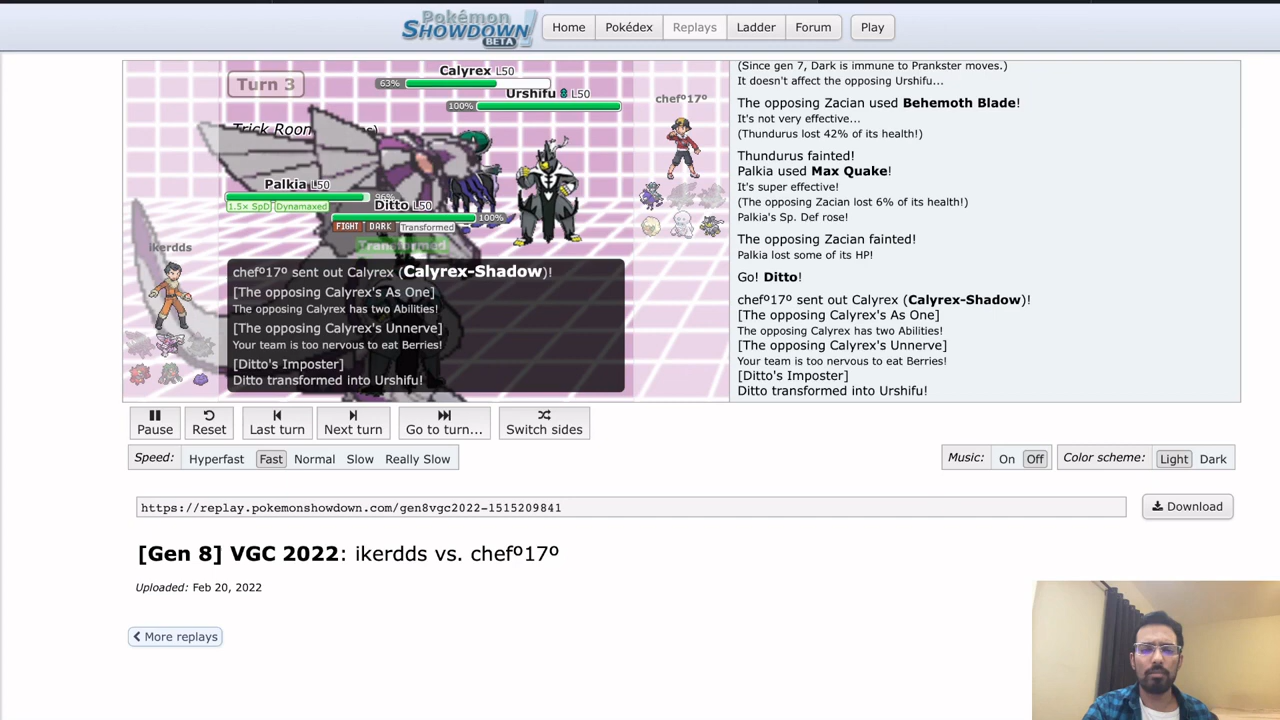 Pokémon
SHOWDOWN!
BETA
Home
Pokédex
Replays
Ladder
Forum
Play
Turn 3
Calyrex L50
63%
Urshifu L50
100%
chefº17º
Trick Room
Palkia L50
96%
1.5× SpD
Dynamaxed
Ditto L50
100%
FIGHT
DARK
Transformed
Transformed
ikerdds
chefº17º sent out Calyrex (Calyrex-Shadow)!
[The opposing Calyrex's As One]
The opposing Calyrex has two Abilities!
[The opposing Calyrex's Unnerve]
Your team is too nervous to eat Berries!
[Ditto's Imposter]
Ditto transformed into Urshifu!
(Since gen 7, Dark is immune to Prankster moves.)
It doesn't affect the opposing Urshifu...
The opposing Zacian used Behemoth Blade!
It's not very effective...
(Thundurus lost 42% of its health!)
Thundurus fainted!
Palkia used Max Quake!
It's super effective!
(The opposing Zacian lost 6% of its health!)
Palkia's Sp. Def rose!
The opposing Zacian fainted!
Palkia lost some of its HP!
Go! Ditto!
chefº17º sent out Calyrex (Calyrex-Shadow)!
[The opposing Calyrex's As One]
The opposing Calyrex has two Abilities!
[The opposing Calyrex's Unnerve]
Your team is too nervous to eat Berries!
[Ditto's Imposter]
Ditto transformed into Urshifu!
Pause
Reset
Last turn
Next turn
Go to turn...
Switch sides
Speed: Hyperfast Fast Normal Slow Really Slow
Music: On Off
Color scheme: Light Dark
https://replay.pokemonshowdown.com/gen8vgc2022-1515209841
Download
[Gen 8] VGC 2022: ikerdds vs. chefº17º
Uploaded: Feb 20, 2022
More replays